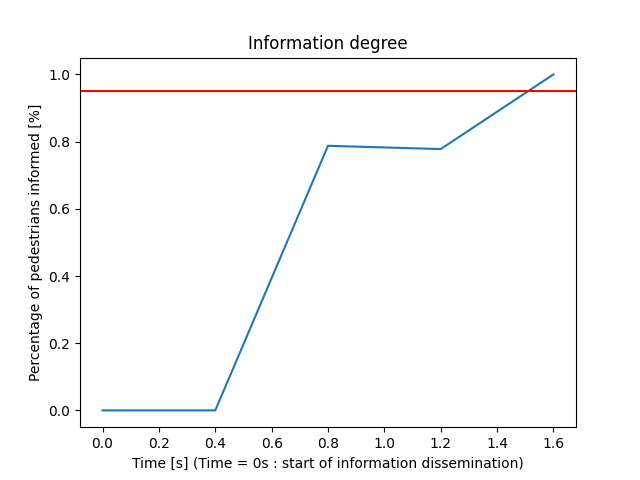 Information degree
Percentage of pedestrians informed [%]
1.0
0.8
0.6
0.4
0.2
0.0
0.0 0.2 0.4 0.6 0.8 1.0 1.2 1.4 1.6
Time [s] (Time = 0s : start of information dissemination)